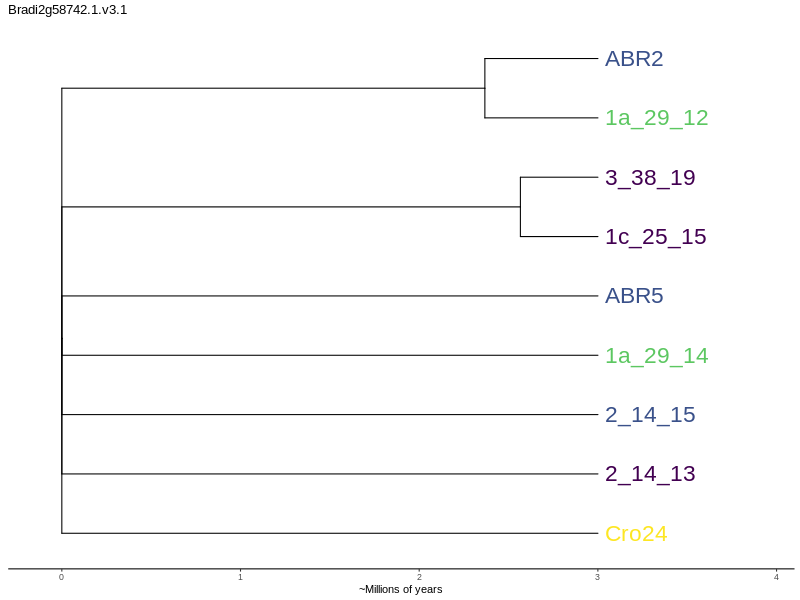 Bradi2g58742.1.v3.1
ABR2
1a_29_12
3_38_19
1c_25_15
ABR5
1a_29_14
2_14_15
2_14_13
Cro24
0 1 2 3 4
~Millions of years